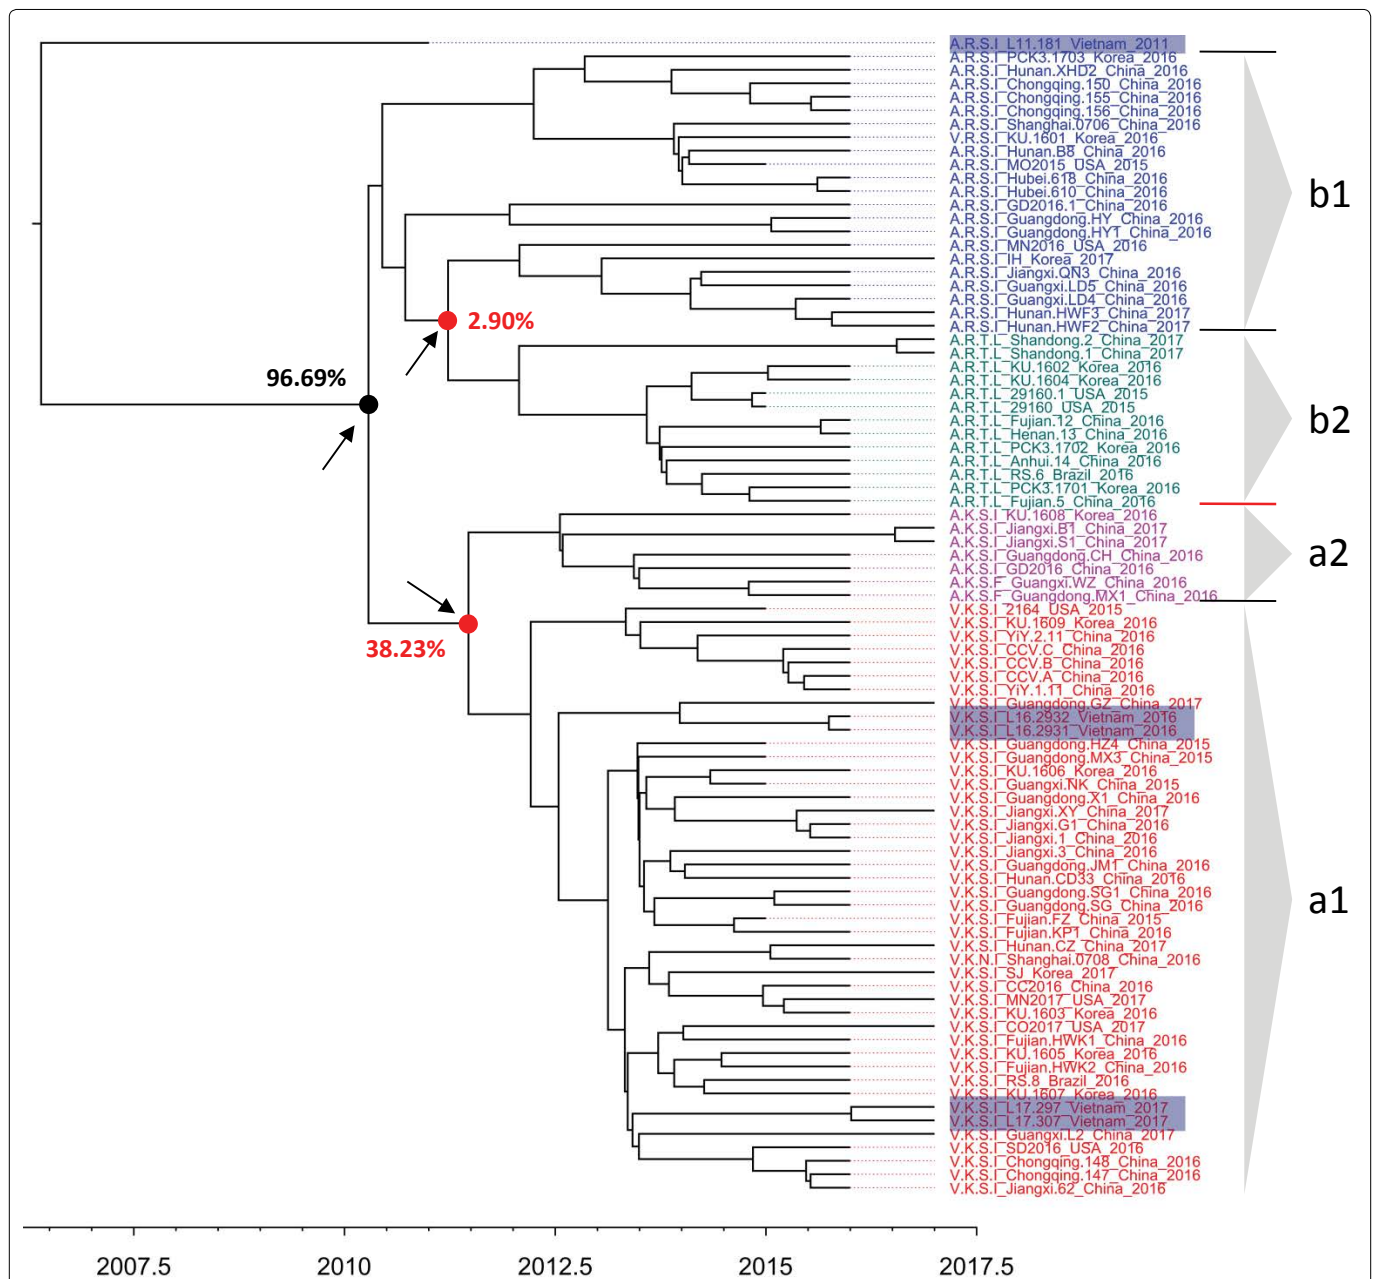 A.R.S.I_L11.181_Vietnam_2011
A.R.S.I_PCK3.1703_Korea_2016
A.R.S.I_Hunan.XHD2_China_2016
A.R.S.I_Chongqing.150_China_2016
A.R.S.I_Chongqing.155_China_2016
A.R.S.I_Chongqing.156_China_2016
A.R.S.I_Shanghai.0706_China_2016
V.R.S.I_KU.1601_Korea_2016
A.R.S.I_Hunan.B8_China_2016
A.R.S.I_MO2015_USA_2015
A.R.S.I_Hubei.618_China_2016
A.R.S.I_Hubei.610_China_2016
b1
A.R.S.I_GD2016.1_China_2016
A.R.S.I_Guangdong.HY_China_2016
A.R.S.I_Guangdong.HY1_China_2016
A.R.S.I_MN2016_USA_2016
A.R.S.I_IH_Korea_2017
A.R.S.I_Jiangxi.QN3_China_2016
A.R.S.I_Guangxi.LD5_China_2016
A.R.S.I_Guangxi.LD4_China_2016
A.R.S.I_Hunan.HWF3_China_2017
2.90%
A.R.S.I_Hunan.HWF2_China_2017
A.R.T.L_Shandong.2_China_2017
A.R.T.L_Shandong.1_China_2017
A.R.T.L_KU.1602_Korea_2016
96.69%
A.R.T.L_KU.1604_Korea_2016
A.R.T.L_29160.1_USA_2015
A.R.T.L_29160_USA_2015
A.R.T.L_Fujian.12_China_2016
b2
A.R.T.L_Henan.13_China_2016
A.R.T.L_PCK3.1702_Korea_2016
A.R.T.L_Anhui.14_China_2016
A.R.T.L_RS.6_Brazil_2016
A.R.T.L_PCK3.1701_Korea_2016
A.R.T.L_Fujian.5_China_2016
A.K.S.I_KU.1608_Korea_2016
A.K.S.I_Jiangxi.B1_China_2017
A.K.S.I_Jiangxi.S1_China_2017
A.K.S.I_Guangdong.CH_China_2016
a2
A.K.S.I_GD2016_China_2016
A.K.S.F_Guangxi.WZ_China_2016
A.K.S.F_Guangdong.MX1_China_2016
V.K.S.I_2164_USA_2015
V.K.S.I_KU.1609_Korea_2016
V.K.S.I_YiY.2.11_China_2016
38.23%
V.K.S.I_CCV.C_China_2016
V.K.S.I_CCV.B_China_2016
V.K.S.I_CCV.A_China_2016
V.K.S.I_YiY.1.11_China_2016
V.K.S.I_Guangdong.GZ_China_2017
V.K.S.I_L16.2932_Vietnam_2016
V.K.S.I_L16.2931_Vietnam_2016
V.K.S.I_Guangdong.HZ4_China_2015
V.K.S.I_Guangdong.MX3_China_2015
V.K.S.I_KU.1606_Korea_2016
V.K.S.I_Guangxi.NK_China_2015
V.K.S.I_Guangdong.X1_China_2016
V.K.S.I_Jiangxi.XY_China_2017
V.K.S.I_Jiangxi.G1_China_2016
V.K.S.I_Jiangxi.1_China_2016
V.K.S.I_Jiangxi.3_China_2016
V.K.S.I_Guangdong.JM1_China_2016
V.K.S.I_Hunan.CD33_China_2016
V.K.S.I_Guangdong.SG1_China_2016
a1
V.K.S.I_Guangdong.SG_China_2016
V.K.S.I_Fujian.FZ_China_2015
V.K.S.I_Fujian.KP1_China_2016
V.K.S.I_Hunan.CZ_China_2017
V.K.N.I_Shanghai.0708_China_2016
V.K.S.I_SJ_Korea_2017
V.K.S.I_CC2016_China_2016
V.K.S.I_MN2017_USA_2017
V.K.S.I_KU.1603_Korea_2016
V.K.S.I_CO2017_USA_2017
V.K.S.I_Fujian.HWK1_China_2016
V.K.S.I_KU.1605_Korea_2016
V.K.S.I_Fujian.HWK2_China_2016
V.K.S.I_RS.8_Brazil_2016
V.K.S.I_KU.1607_Korea_2016
V.K.S.I_L17.297_Vietnam_2017
V.K.S.I_L17.307_Vietnam_2017
V.K.S.I_Guangxi.L2_China_2017
V.K.S.I_SD2016_USA_2016
V.K.S.I_Chongqing.148_China_2016
V.K.S.I_Chongqing.147_China_2016
V.K.S.I_Jiangxi.62_China_2016
2007.5 2010 2012.5 2015 2017.5